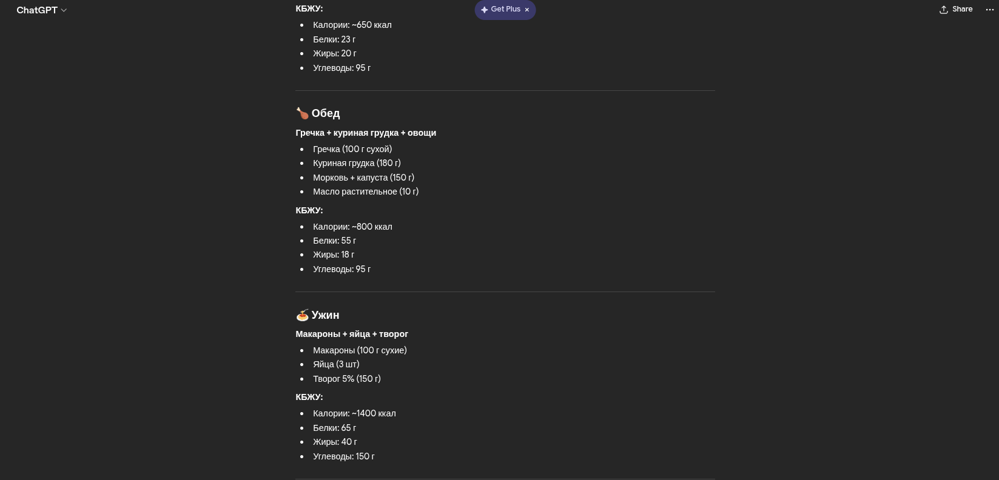 ChatGPT
Get Plus ×
Share
КБЖУ:
Калории: ~650 ккал
Белки: 23 г
Жиры: 20 г
Углеводы: 95 г
Обед
Гречка + куриная грудка + овощи
Гречка (100 г сухой)
Куриная грудка (180 г)
Морковь + капуста (150 г)
Масло растительное (10 г)
КБЖУ:
Калории: ~800 ккал
Белки: 55 г
Жиры: 18 г
Углеводы: 95 г
Ужин
Макароны + яйца + творог
Макароны (100 г сухие)
Яйца (3 шт)
Творог 5% (150 г)
КБЖУ:
Калории: ~1400 ккал
Белки: 65 г
Жиры: 40 г
Углеводы: 150 г